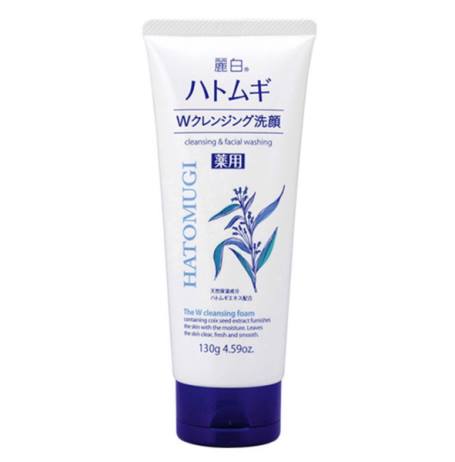 麗白®
ハトムギ
Wクレンジング洗顔
cleansing & facial washing
薬用
HATOMUGI
天然保湿成分
ハトムギエキス配合
The W cleansing foam
containing coix seed extract furnishes
the skin with the moisture. Leaves
the skin clear, fresh and smooth.
130g 4.59oz.